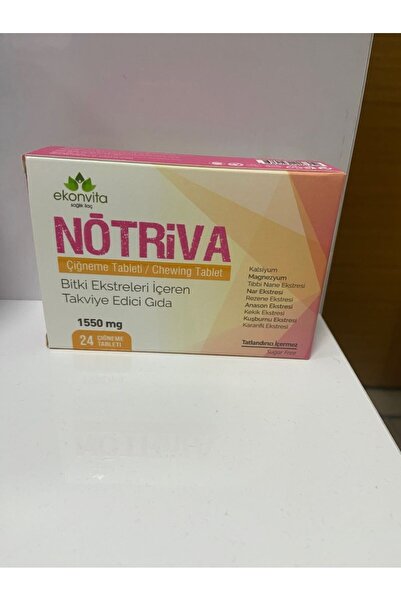 ekonvita
sağlık ilaç
NŌTRiVA
Çiğneme Tableti / Chewing Tablet
Bitki Ekstreleri İçeren
Takviye Edici Gıda
1550 mg
24 ÇİĞNEME
TABLETİ
Kalsiyum
Magnezyum
Tıbbi Nane Ekstresi
Nar Ekstresi
Rezene Ekstresi
Anason Ekstresi
Kekik Ekstresi
Kuşburnu Ekstresi
Karanfil Ekstresi
Tatlandırıcı İçermez
Sugar Free